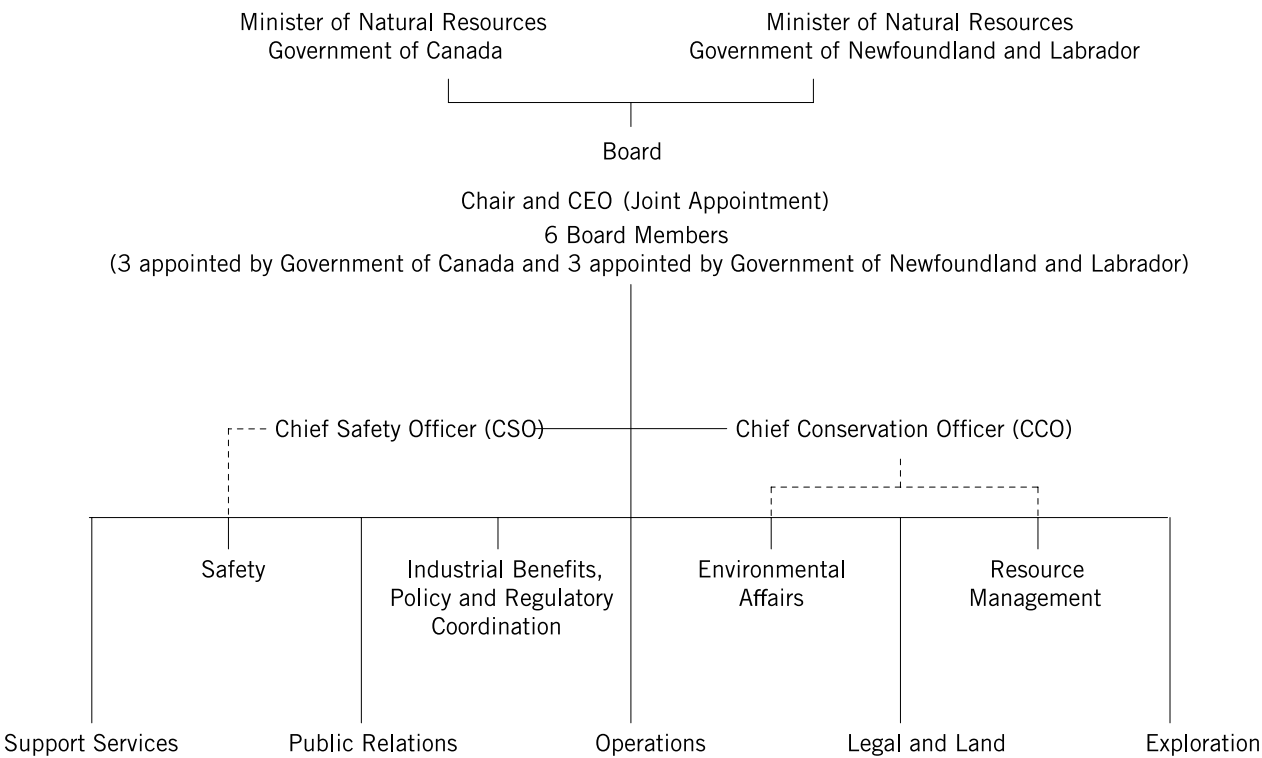 Minister of Natural Resources
Government of Canada
Minister of Natural Resources
Government of Newfoundland and Labrador
Board
Chair and CEO (Joint Appointment)
6 Board Members
(3 appointed by Government of Canada and 3 appointed by Government of Newfoundland and Labrador)
Chief Safety Officer (CSO)
Chief Conservation Officer (CCO)
Safety
Industrial Benefits,
Policy and Regulatory
Coordination
Environmental
Affairs
Resource
Management
Support Services
Public Relations
Operations
Legal and Land
Exploration